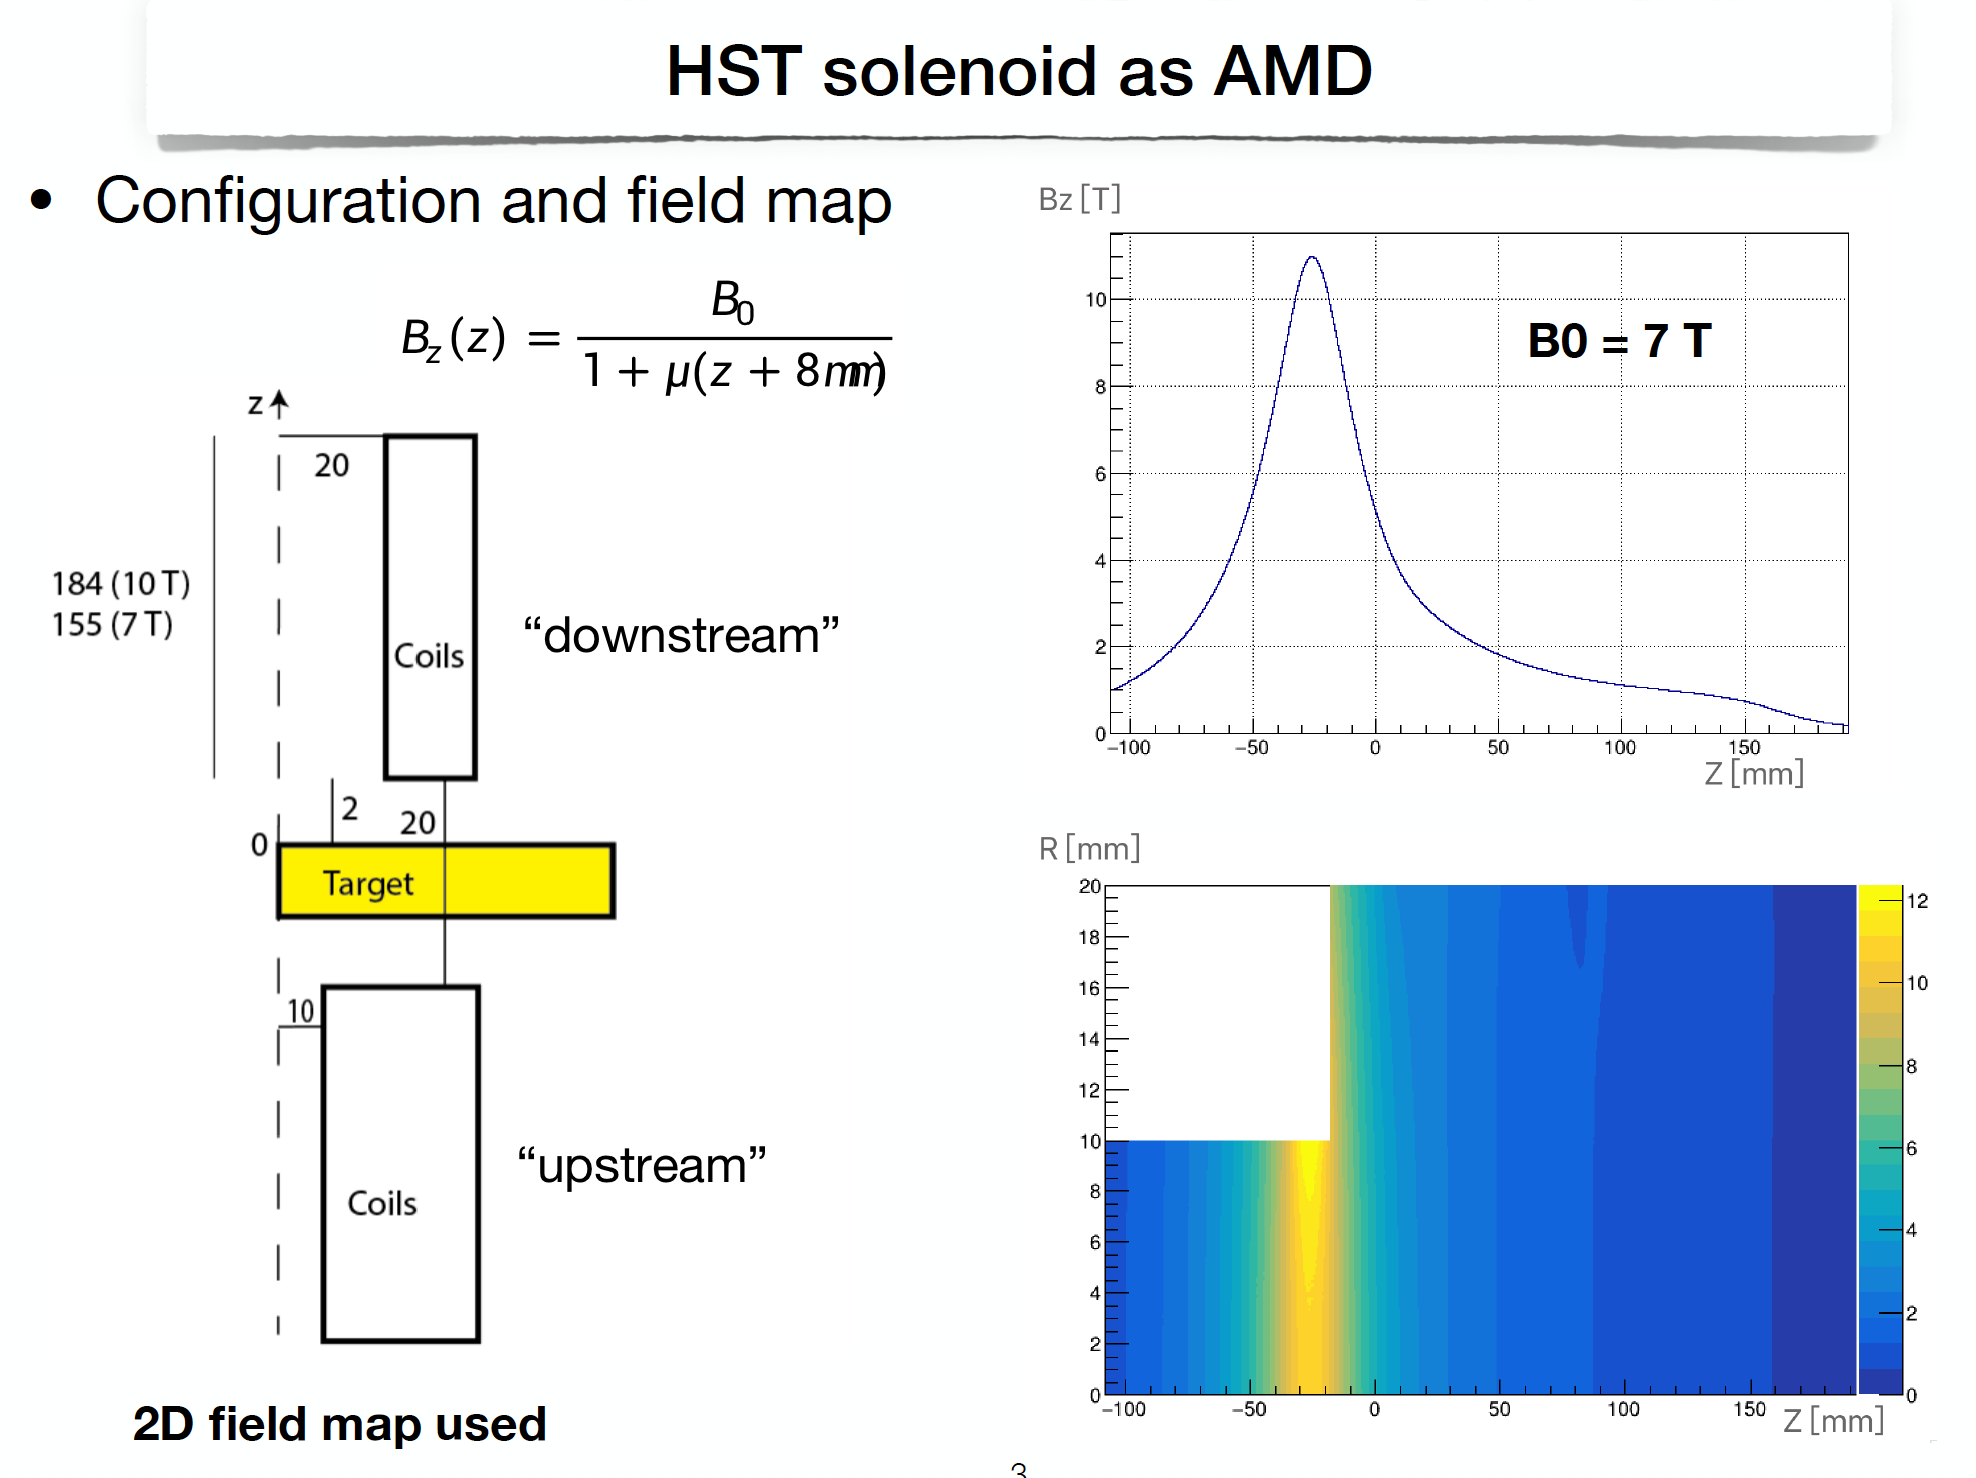 HST solenoid as AMD
• Configuration and field map
B_z(z) = B_0 / (1 + μ(z + 8mm))
z
20
184 (10 T)
155 (7 T)
Coils
"downstream"
2
20
0
Target
10
"upstream"
Coils
2D field map used
Bz [T]
B0 = 7 T
10
8
6
4
2
0
−100 −50 0 50 100 150
Z [mm]
R [mm]
20
18
16
14
12
10
8
6
4
2
0
−100 −50 0 50 100 150
Z [mm]
12
10
8
6
4
2
0
3